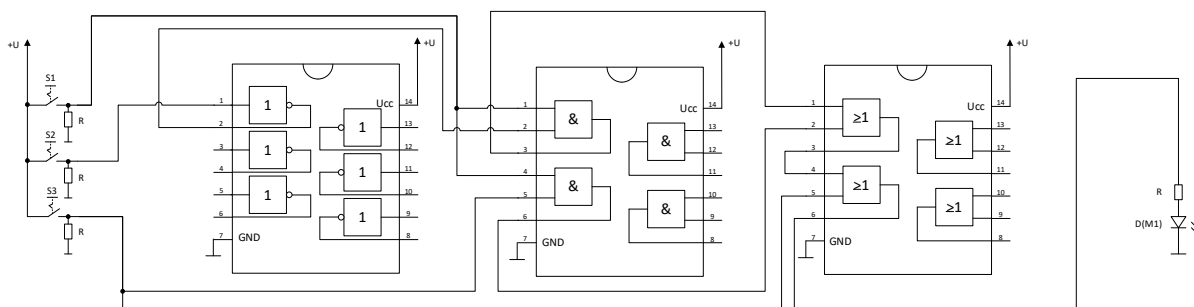 +U
S1
R
S2
R
S3
R
+U
1 1 Ucc 14
2 1 13
3 1 12
4 1 11
5 1 10
6 1 9
7 GND 8
+U
1 & Ucc 14
2 & 13
3 12
4 & 11
5 & 10
6 9
7 GND 8
+U
1 ≥1 Ucc 14
2 ≥1 13
3 12
4 ≥1 11
5 ≥1 10
6 9
7 GND 8
R
D(M1)